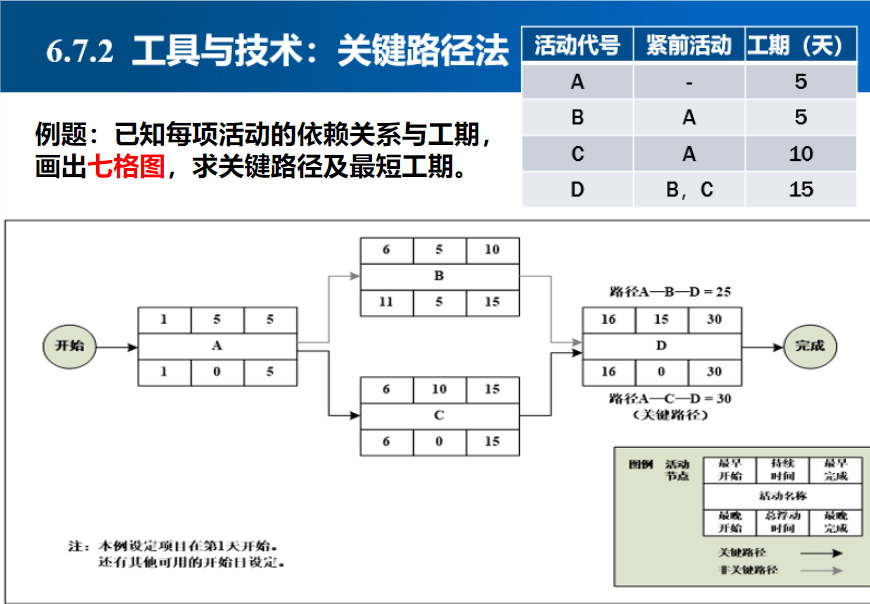 6.7.2 工具与技术：关键路径法
活动代号 紧前活动 工期（天）
A - 5
B A 5
C A 10
D B，C 15
例题：已知每项活动的依赖关系与工期，
画出七格图，求关键路径及最短工期。
6 5 10
B
11 5 15
路径A—B—D = 25
1 5 5
A
1 0 5
16 15 30
D
16 0 30
开始
完成
6 10 15
C
6 0 15
路径A—C—D = 30
（关键路径）
图例 活动
节点
最早
开始
持续
时间
最早
完成
活动名称
最晚
开始
总浮动
时间
最晚
完成
关键路径
非关键路径
注：本例设定项目在第1天开始。
还有其他可用的开始日设定。